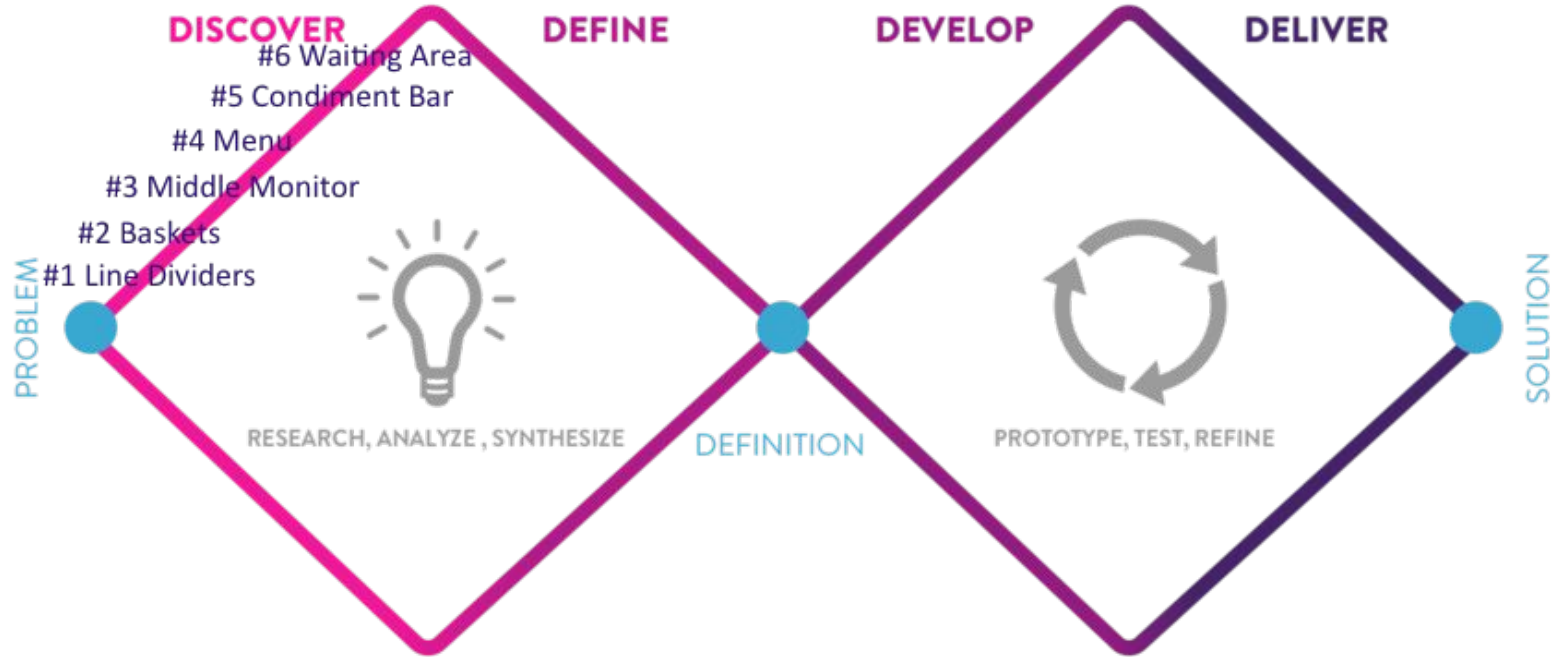 DISCOVER
DEFINE
DEVELOP
DELIVER
#6 Waiting Area
#5 Condiment Bar
#4 Menu
#3 Middle Monitor
#2 Baskets
#1 Line Dividers
PROBLEM
SOLUTION
RESEARCH, ANALYZE , SYNTHESIZE
DEFINITION
PROTOTYPE, TEST, REFINE